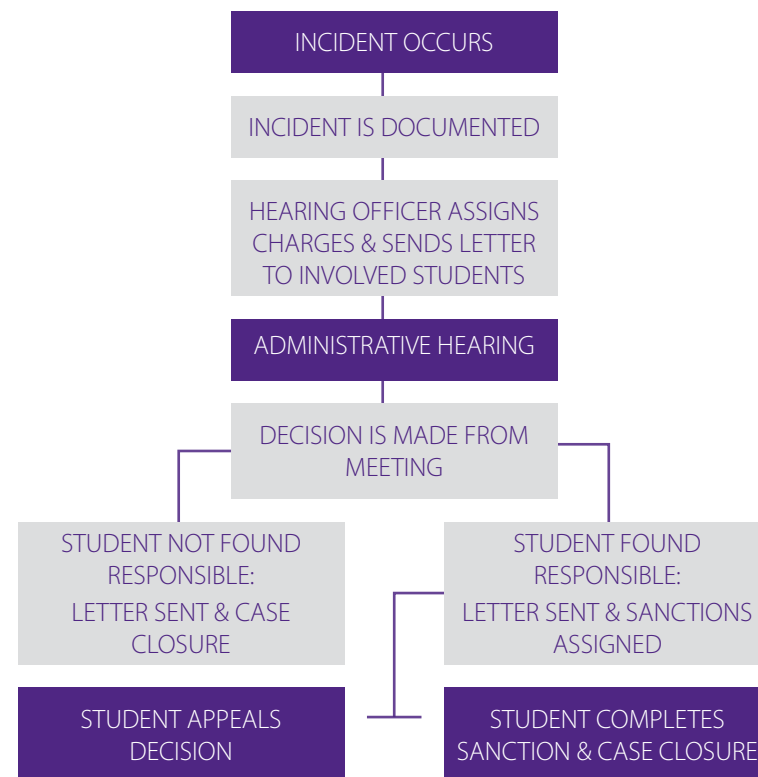 INCIDENT OCCURS
INCIDENT IS DOCUMENTED
HEARING OFFICER ASSIGNS
CHARGES & SENDS LETTER
TO INVOLVED STUDENTS
ADMINISTRATIVE HEARING
DECISION IS MADE FROM
MEETING
STUDENT NOT FOUND
RESPONSIBLE:
LETTER SENT & CASE
CLOSURE
STUDENT FOUND
RESPONSIBLE:
LETTER SENT & SANCTIONS
ASSIGNED
STUDENT APPEALS
DECISION
STUDENT COMPLETES
SANCTION & CASE CLOSURE